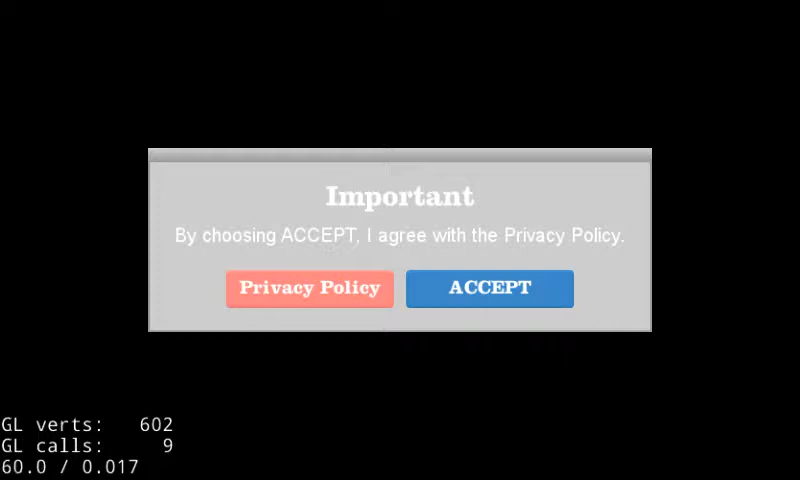 Important
By choosing ACCEPT, I agree with the Privacy Policy.
Privacy Policy ACCEPT
GL verts: 602
GL calls: 9
60.0 / 0.017